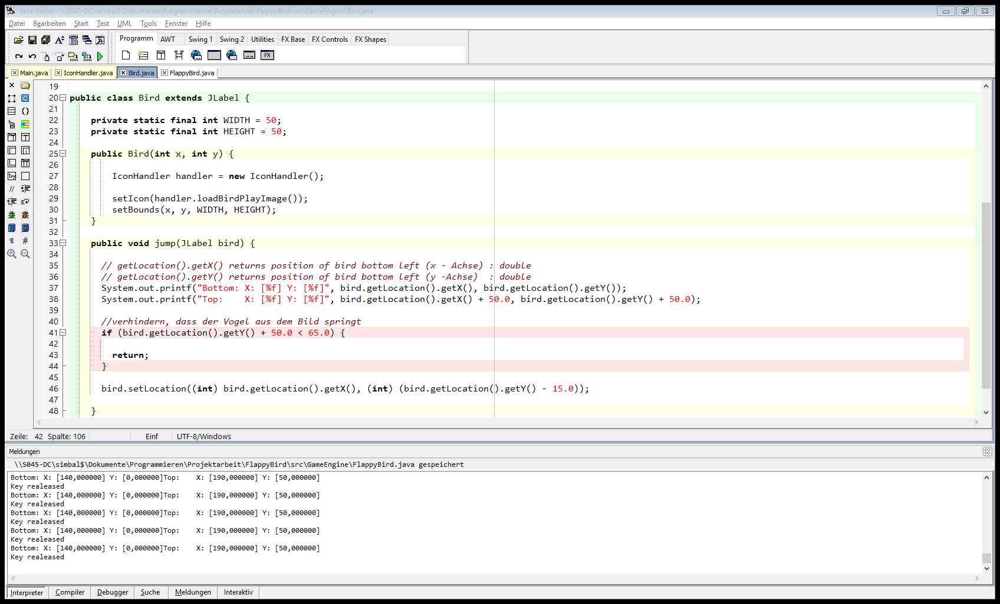 Java-Editor - \\S045-DC\simbal$\Dokumente\Programmieren\Projektarbeit\FlappyBird\src\GameEngine\Bird.java
Datei Bearbeiten Start Test UML Tools Fenster Hilfe
Programm AWT Swing 1 Swing 2 Utilities FX Base FX Controls FX Shapes
FX
Main.java IconHandler.java Bird.java FlappyBird.java
19
20 public class Bird extends JLabel {
21
22 private static final int WIDTH = 50;
23 private static final int HEIGHT = 50;
24
25 public Bird(int x, int y) {
26
27 IconHandler handler = new IconHandler();
28
29 setIcon(handler.loadBirdPlayImage());
30 setBounds(x, y, WIDTH, HEIGHT);
31 }
32
33 public void jump(JLabel bird) {
34
35 // getLocation().getX() returns position of bird bottom left (x - Achse) : double
36 // getLocation().getY() returns position of bird bottom left (y -Achse)  : double
37 System.out.printf("Bottom: X: [%f] Y: [%f]", bird.getLocation().getX(), bird.getLocation().getY());
38 System.out.printf("Top:    X: [%f] Y: [%f]", bird.getLocation().getX() + 50.0, bird.getLocation().getY() + 50.0);
39
40 //verhindern, dass der Vogel aus dem Bild springt
41 if (bird.getLocation().getY() + 50.0 < 65.0) {
42
43 return;
44 }
45
46 bird.setLocation((int) bird.getLocation().getX(), (int) (bird.getLocation().getY() - 15.0));
47
48 }
Zeile: 42 Spalte: 106 Einf UTF-8/Windows
Meldungen
\\S045-DC\simbal$\Dokumente\Programmieren\Projektarbeit\FlappyBird\src\GameEngine\FlappyBird.java gespeichert
Bottom: X: [140,000000] Y: [0,000000]Top:    X: [190,000000] Y: [50,000000]
Key realeased
Bottom: X: [140,000000] Y: [0,000000]Top:    X: [190,000000] Y: [50,000000]
Key realeased
Bottom: X: [140,000000] Y: [0,000000]Top:    X: [190,000000] Y: [50,000000]
Key realeased
Bottom: X: [140,000000] Y: [0,000000]Top:    X: [190,000000] Y: [50,000000]
Key realeased
Bottom: X: [140,000000] Y: [0,000000]Top:    X: [190,000000] Y: [50,000000]
Key realeased
Interpreter Compiler Debugger Suche Meldungen Interaktiv